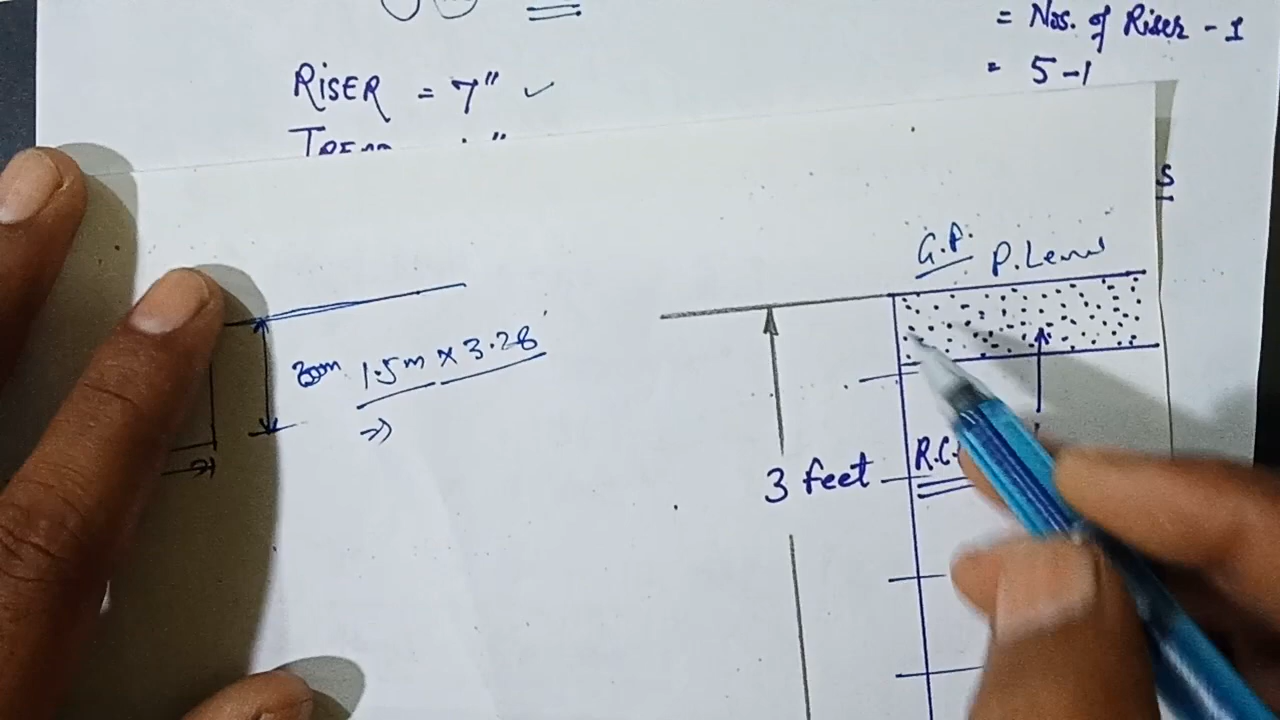 = Nos. of Riser - 1
= 5-1
RISER = 7" ✓
S
G.P. P. Level
1.5m x 3.28
⇒
3 feet
R.C.